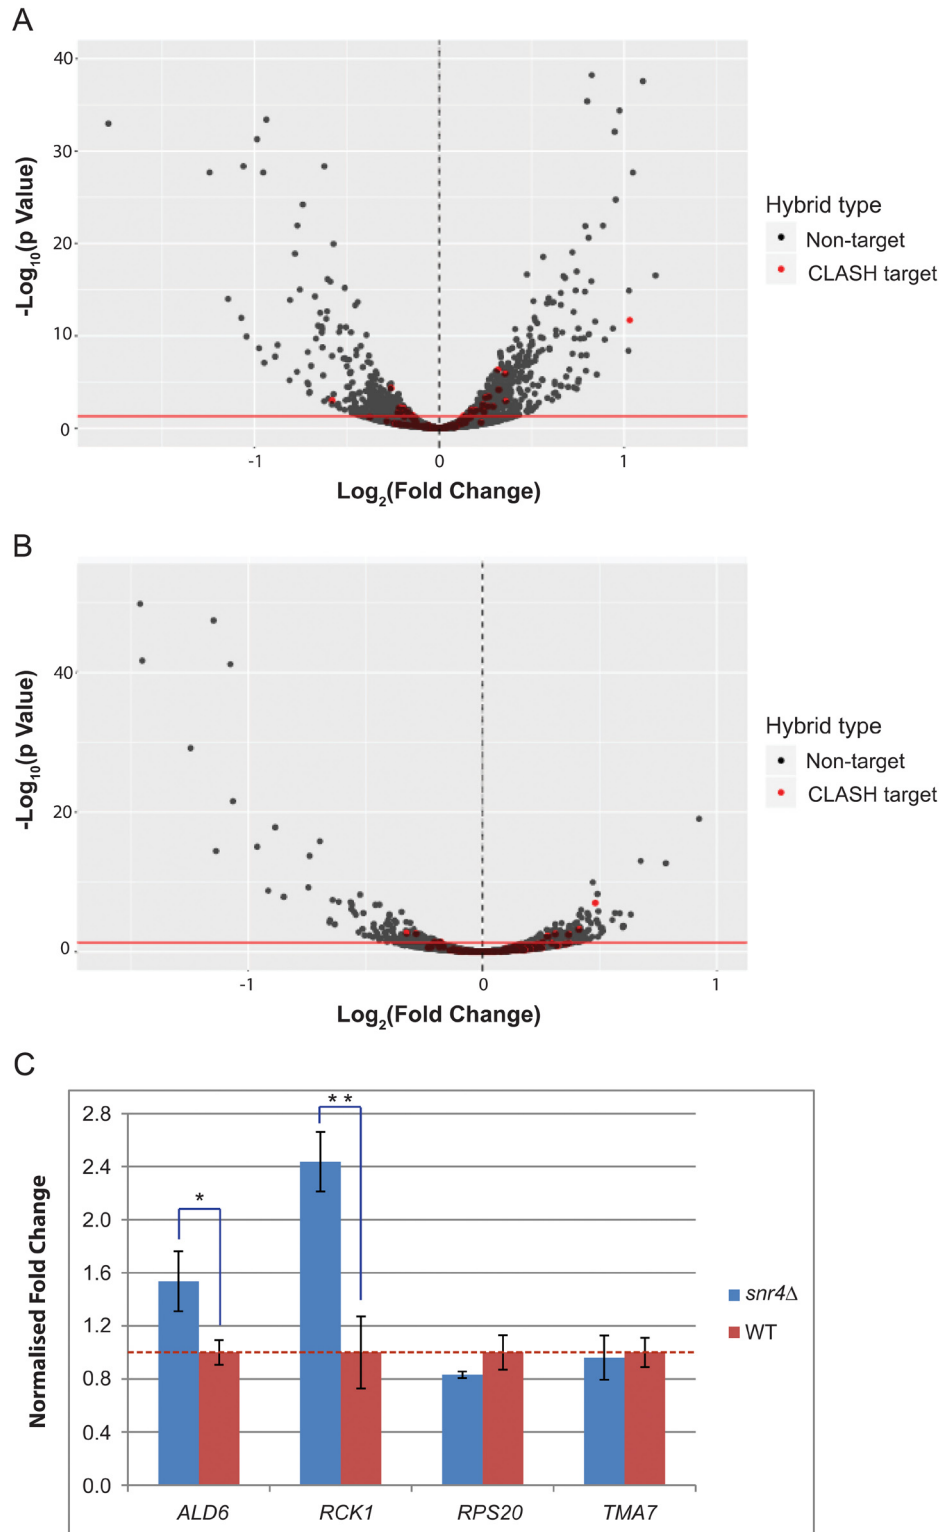 A
40
30
20
10
0
-1
0
1
-Log10(p Value)
Log2(Fold Change)
Hybrid type
Non-target
CLASH target
B
40
20
0
-1
0
1
-Log10(p Value)
Log2(Fold Change)
Hybrid type
Non-target
CLASH target
C
2.8
2.4
2.0
1.6
1.2
0.8
0.4
0.0
Normalised Fold Change
*
* *
ALD6
RCK1
RPS20
TMA7
snr4Δ
WT